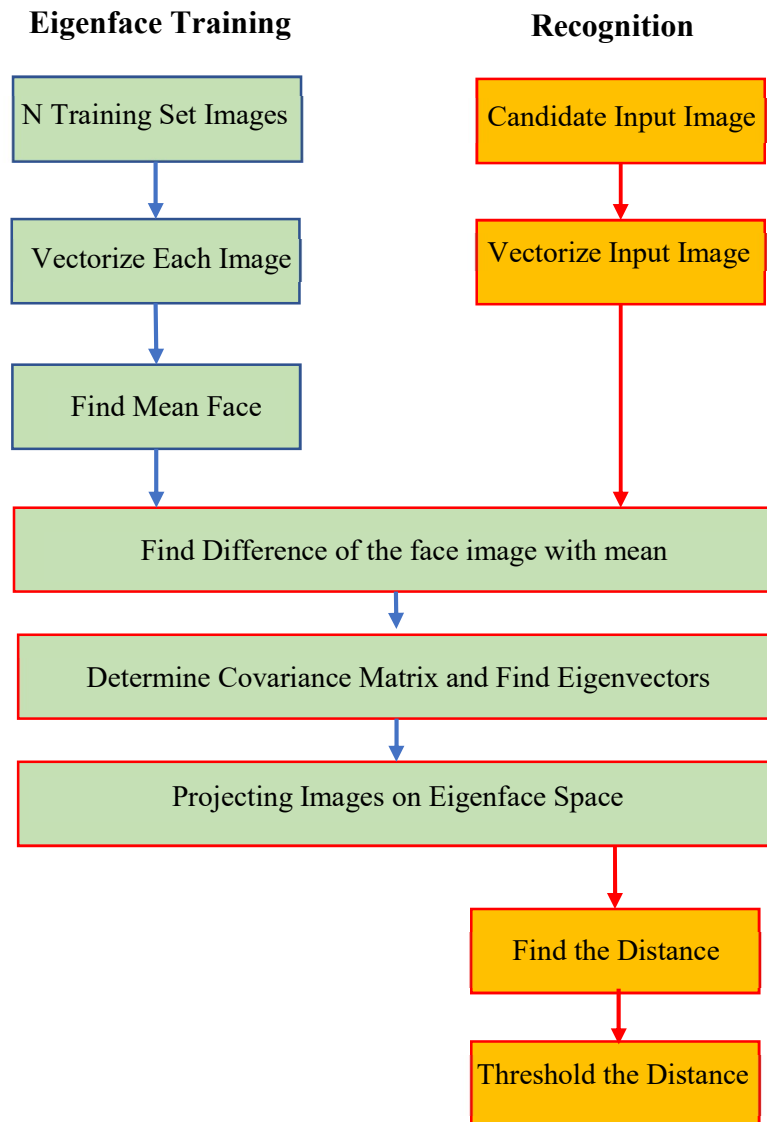 Eigenface Training
Recognition
N Training Set Images
Candidate Input Image
Vectorize Each Image
Vectorize Input Image
Find Mean Face
Find Difference of the face image with mean
Determine Covariance Matrix and Find Eigenvectors
Projecting Images on Eigenface Space
Find the Distance
Threshold the Distance